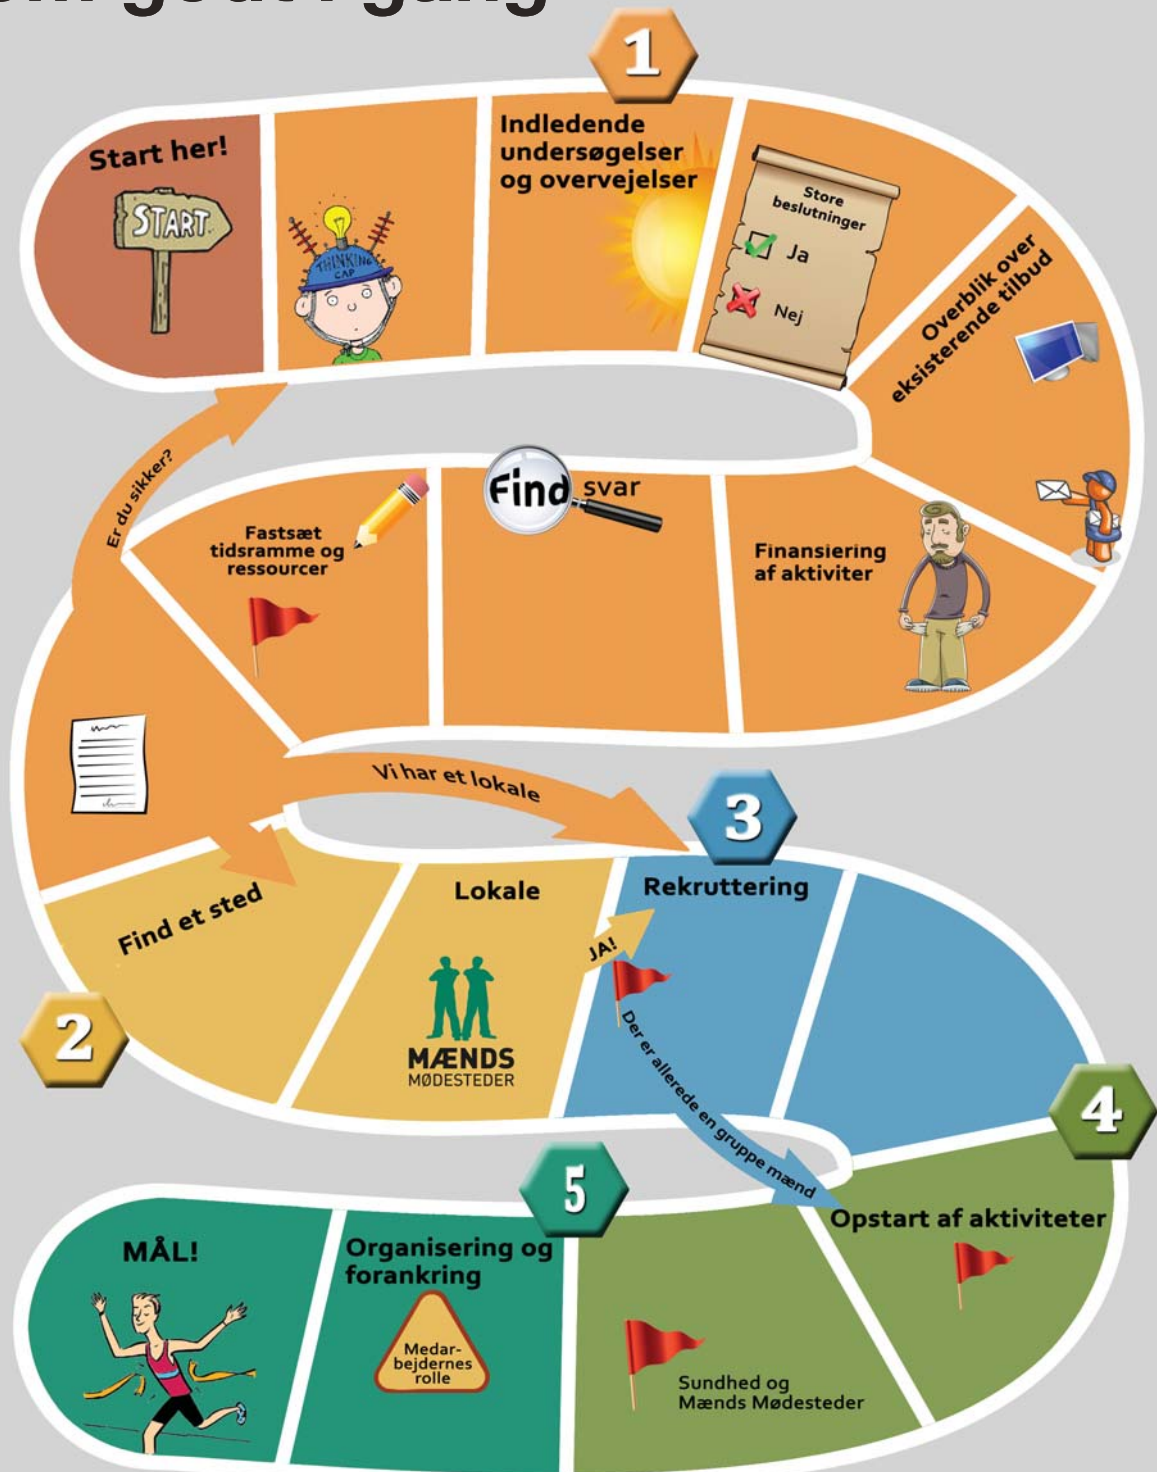 om godt i gang
1
Start her!
START
THINKING
CAP
Indledende
undersøgelser
og overvejelser
Store
beslutninger
Ja
Nej
Overblik over
eksisterende tilbud
Finansiering
af aktiviter
Find svar
Fastsæt
tidsramme og
ressourcer
Er du sikker?
Vi har et lokale
2
Find et sted
Lokale
MÆNDS
MØDESTEDER
JA!
3
Rekruttering
Der er allerede en gruppe mænd
4
Opstart af aktiviteter
Sundhed og
Mænds Mødesteder
5
Organisering og
forankring
Medar-
bejdernes
rolle
MÅL!